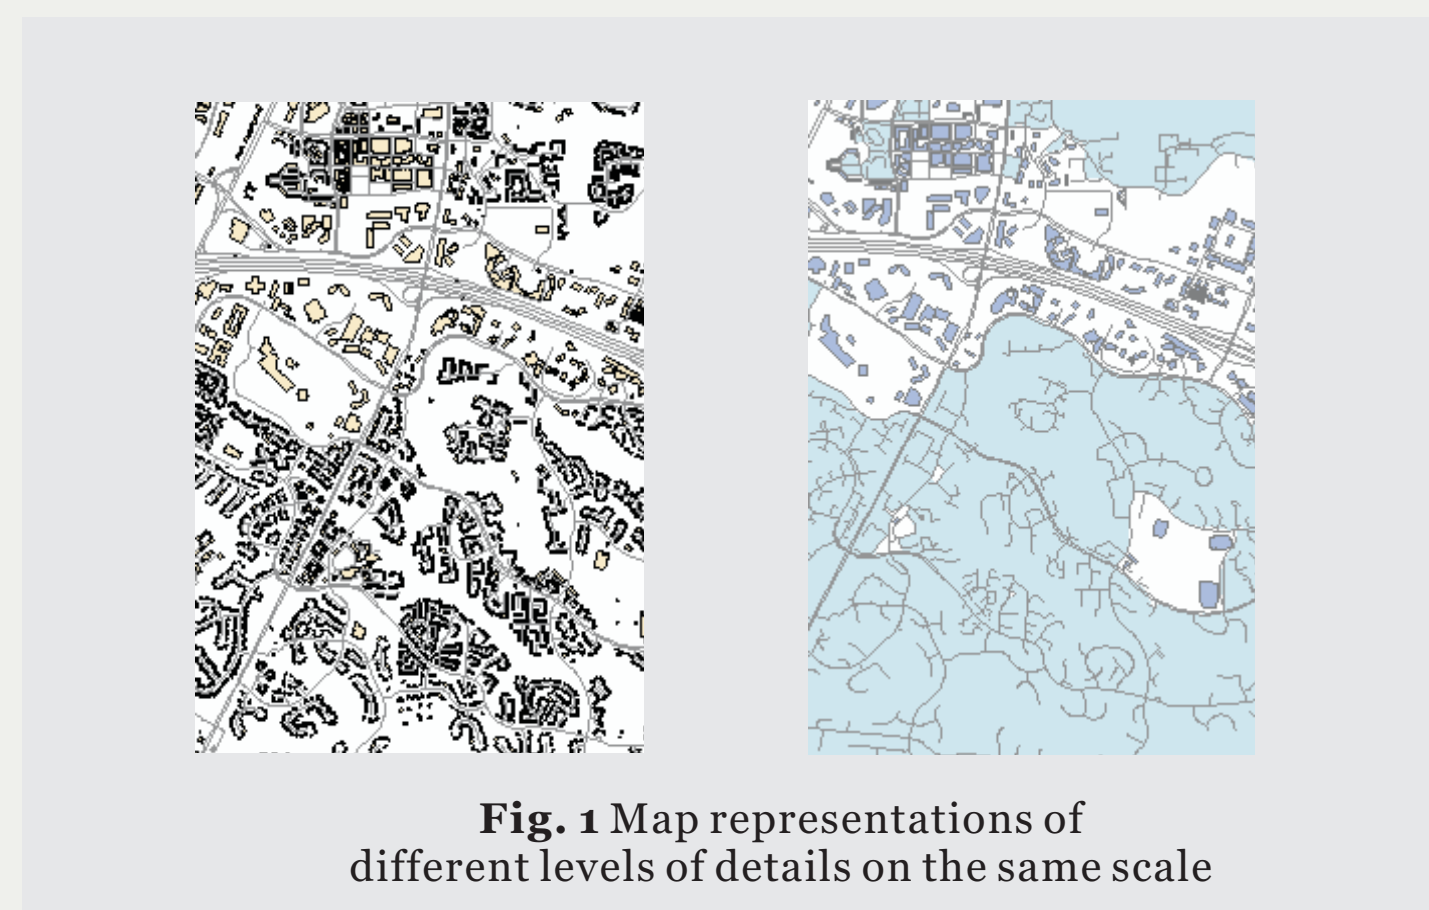 Fig. 1 Map representations of
different levels of details on the same scale